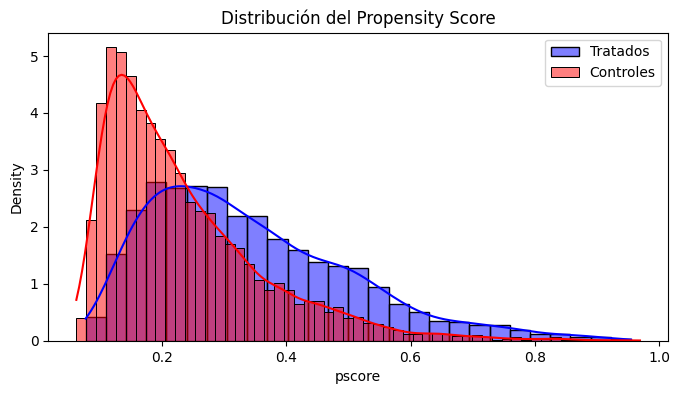 Distribución del Propensity Score
Tratados
Controles
Density
5
4
3
2
1
0
0.2
0.4
0.6
0.8
1.0
pscore